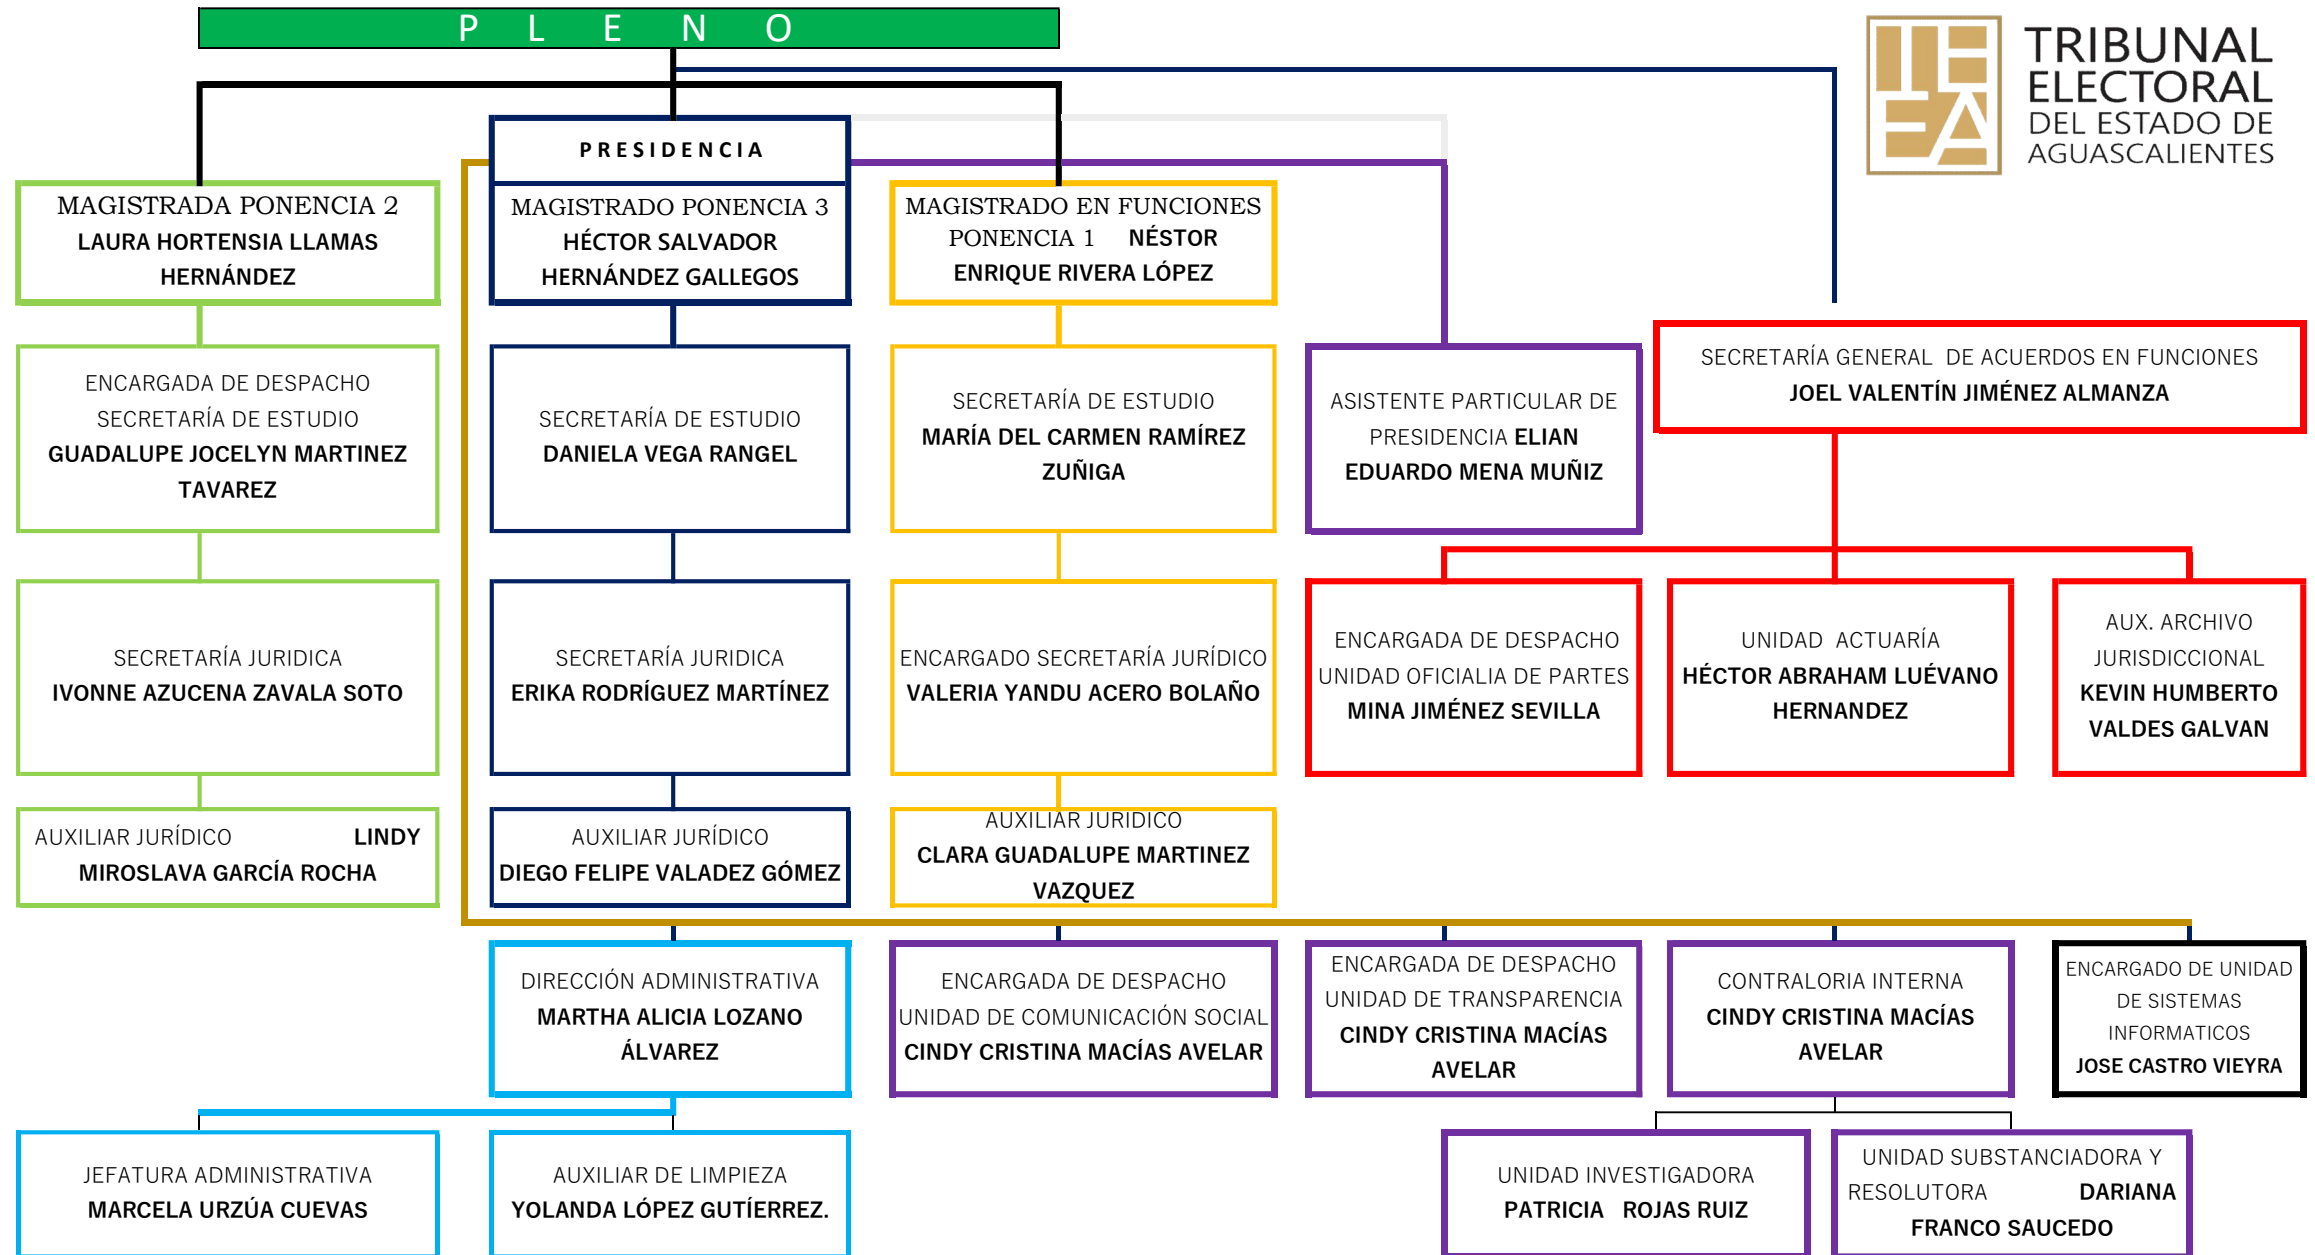 P L E N O
TRIBUNAL
ELECTORAL
DEL ESTADO DE
AGUASCALIENTES
PRESIDENCIA
MAGISTRADA PONENCIA 2
LAURA HORTENSIA LLAMAS
HERNÁNDEZ
MAGISTRADO PONENCIA 3
HÉCTOR SALVADOR
HERNÁNDEZ GALLEGOS
MAGISTRADO EN FUNCIONES
PONENCIA 1 NÉSTOR
ENRIQUE RIVERA LÓPEZ
ENCARGADA DE DESPACHO
SECRETARÍA DE ESTUDIO
GUADALUPE JOCELYN MARTINEZ
TAVAREZ
SECRETARÍA DE ESTUDIO
DANIELA VEGA RANGEL
SECRETARÍA DE ESTUDIO
MARÍA DEL CARMEN RAMÍREZ
ZUÑIGA
ASISTENTE PARTICULAR DE
PRESIDENCIA ELIAN
EDUARDO MENA MUÑIZ
SECRETARÍA GENERAL DE ACUERDOS EN FUNCIONES
JOEL VALENTÍN JIMÉNEZ ALMANZA
SECRETARÍA JURIDICA
IVONNE AZUCENA ZAVALA SOTO
SECRETARÍA JURIDICA
ERIKA RODRÍGUEZ MARTÍNEZ
ENCARGADO SECRETARÍA JURÍDICO
VALERIA YANDU ACERO BOLAÑO
ENCARGADA DE DESPACHO
UNIDAD OFICIALIA DE PARTES
MINA JIMÉNEZ SEVILLA
UNIDAD ACTUARÍA
HÉCTOR ABRAHAM LUÉVANO
HERNANDEZ
AUX. ARCHIVO
JURISDICCIONAL
KEVIN HUMBERTO
VALDES GALVAN
AUXILIAR JURÍDICO LINDY
MIROSLAVA GARCÍA ROCHA
AUXILIAR JURÍDICO
DIEGO FELIPE VALADEZ GÓMEZ
AUXILIAR JURIDICO
CLARA GUADALUPE MARTINEZ
VAZQUEZ
DIRECCIÓN ADMINISTRATIVA
MARTHA ALICIA LOZANO
ÁLVAREZ
ENCARGADA DE DESPACHO
UNIDAD DE COMUNICACIÓN SOCIAL
CINDY CRISTINA MACÍAS AVELAR
ENCARGADA DE DESPACHO
UNIDAD DE TRANSPARENCIA
CINDY CRISTINA MACÍAS
AVELAR
CONTRALORIA INTERNA
CINDY CRISTINA MACÍAS
AVELAR
ENCARGADO DE UNIDAD
DE SISTEMAS
INFORMATICOS
JOSE CASTRO VIEYRA
JEFATURA ADMINISTRATIVA
MARCELA URZÚA CUEVAS
AUXILIAR DE LIMPIEZA
YOLANDA LÓPEZ GUTÍERREZ.
UNIDAD INVESTIGADORA
PATRICIA ROJAS RUIZ
UNIDAD SUBSTANCIADORA Y
RESOLUTORA DARIANA
FRANCO SAUCEDO